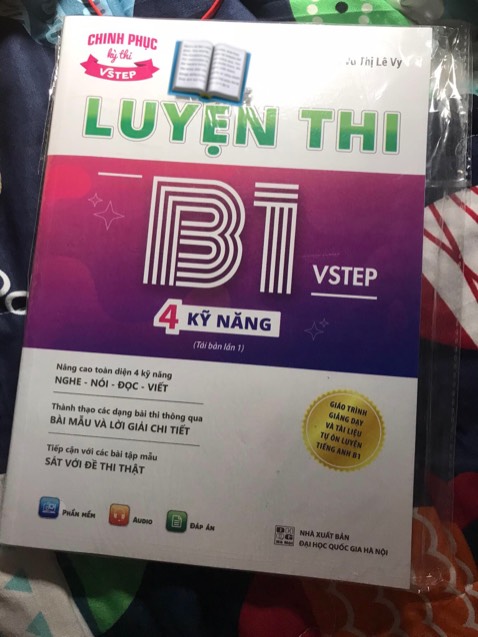 CHINH PHỤC
kỳ thi
VSTEP
Thị Lê Vy
LUYỆN THI
B1
VSTEP
4 KỸ NĂNG
(Tái bản lần 1)
Nâng cao toàn diện 4 kỹ năng
NGHE - NÓI - ĐỌC - VIẾT
Thành thạo các dạng bài thi thông qua
BÀI MẪU VÀ LỜI GIẢI CHI TIẾT
Tiếp cận với các bài tập mẫu
SÁT VỚI ĐỀ THI THẬT
GIÁO TRÌNH
GIẢNG DẠY
VÀ TÀI LIỆU
TỰ ÔN LUYỆN
TIẾNG ANH B1
PHẦN MỀM
AUDIO
ĐÁP ÁN
NHÀ XUẤT BẢN
ĐẠI HỌC QUỐC GIA HÀ NỘI